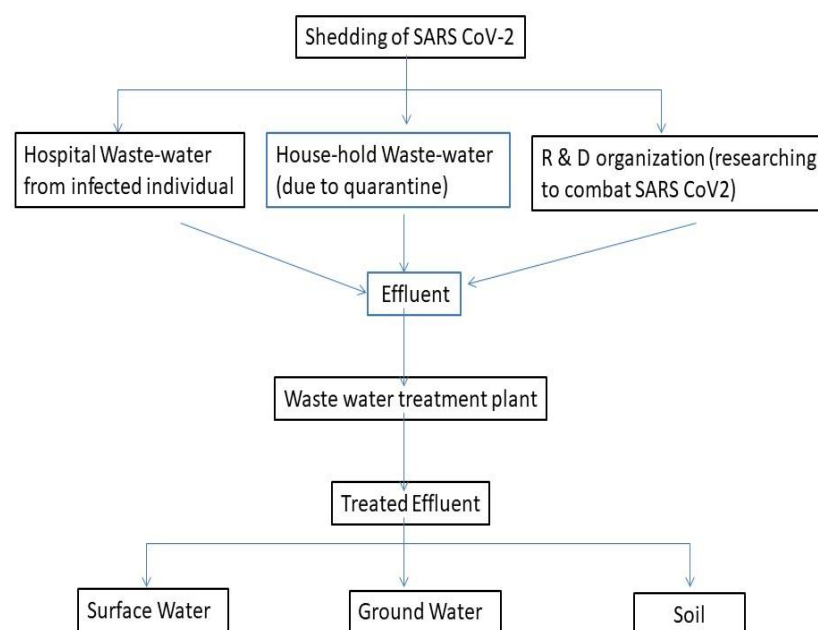 Shedding of SARS CoV-2
Hospital Waste-water
from infected individual
House-hold Waste-water
(due to quarantine)
R & D organization (researching
to combat SARS CoV2)
Effluent
Waste water treatment plant
Treated Effluent
Surface Water
Ground Water
Soil